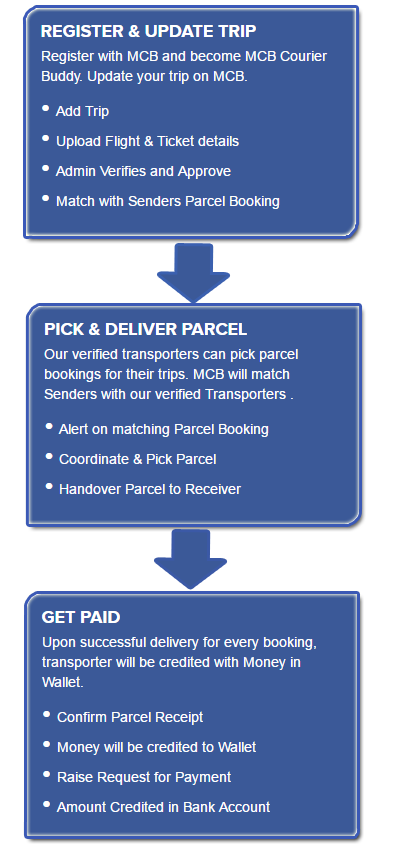 REGISTER & UPDATE TRIP
Register with MCB and become MCB Courier
Buddy. Update your trip on MCB.
• Add Trip
• Upload Flight & Ticket details
• Admin Verifies and Approve
• Match with Senders Parcel Booking
PICK & DELIVER PARCEL
Our verified transporters can pick parcel
bookings for their trips. MCB will match
Senders with our verified Transporters .
• Alert on matching Parcel Booking
• Coordinate & Pick Parcel
• Handover Parcel to Receiver
GET PAID
Upon successful delivery for every booking,
transporter will be credited with Money in
Wallet.
• Confirm Parcel Receipt
• Money will be credited to Wallet
• Raise Request for Payment
• Amount Credited in Bank Account